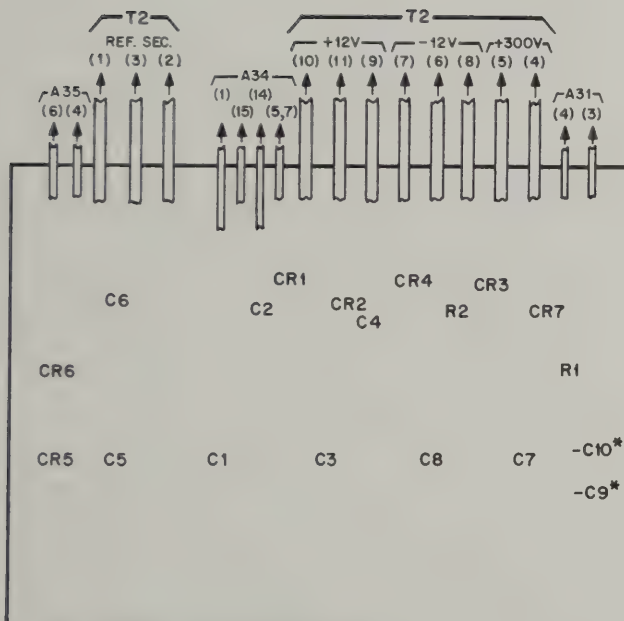 T2 T2
REF. SEC. A34 +12V -12V +300V
A35 (1) (3) (2) (1) (14) (10) (11) (9) (7) (6) (8) (5) (4) A31
(6) (4) (15) (5,7) (4) (3)
CR1 CR4 CR3
C6 C2 CR2 R2 CR7
C4
CR6 R1
CR5 C5 C1 C3 C8 C7 -C10*
-C9*